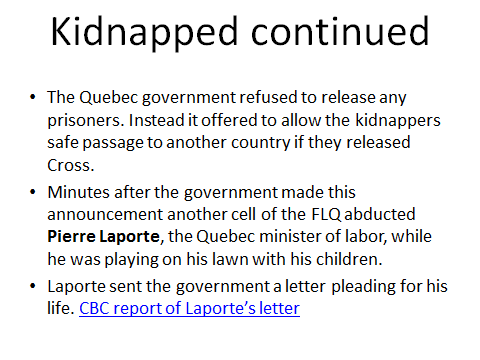 Kidnapped continued
• The Quebec government refused to release any
prisoners. Instead it offered to allow the kidnappers
safe passage to another country if they released
Cross.
• Minutes after the government made this
announcement another cell of the FLQ abducted
Pierre Laporte, the Quebec minister of labor, while
he was playing on his lawn with his children.
• Laporte sent the government a letter pleading for his
life. CBC report of Laporte’s letter